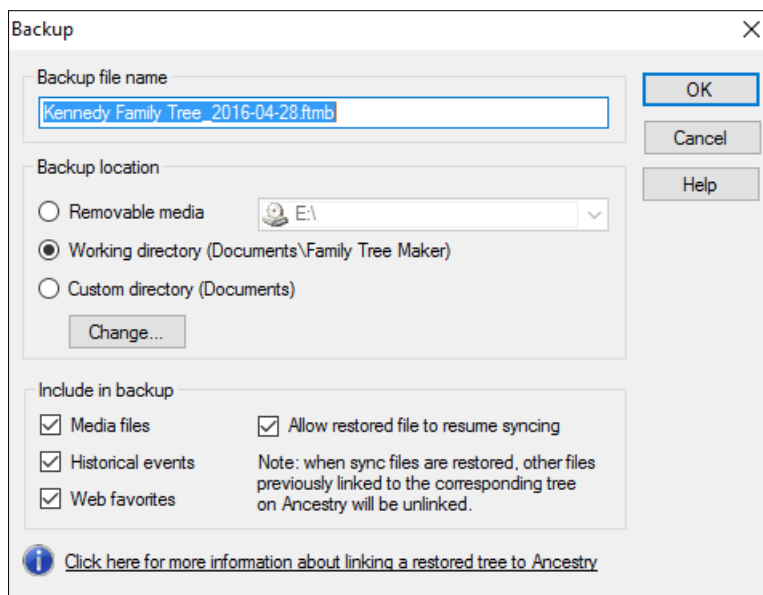 Backup
Backup file name
OK
Kennedy Family Tree_2016-04-28.ftmb
Cancel
Backup location
Help
Removable media
E:\
Working directory (Documents\Family Tree Maker)
Custom directory (Documents)
Change...
Include in backup
Media files
Allow restored file to resume syncing
Historical events
Note: when sync files are restored, other files
previously linked to the corresponding tree
Web favorites
on Ancestry will be unlinked.
Click here for more information about linking a restored tree to Ancestry